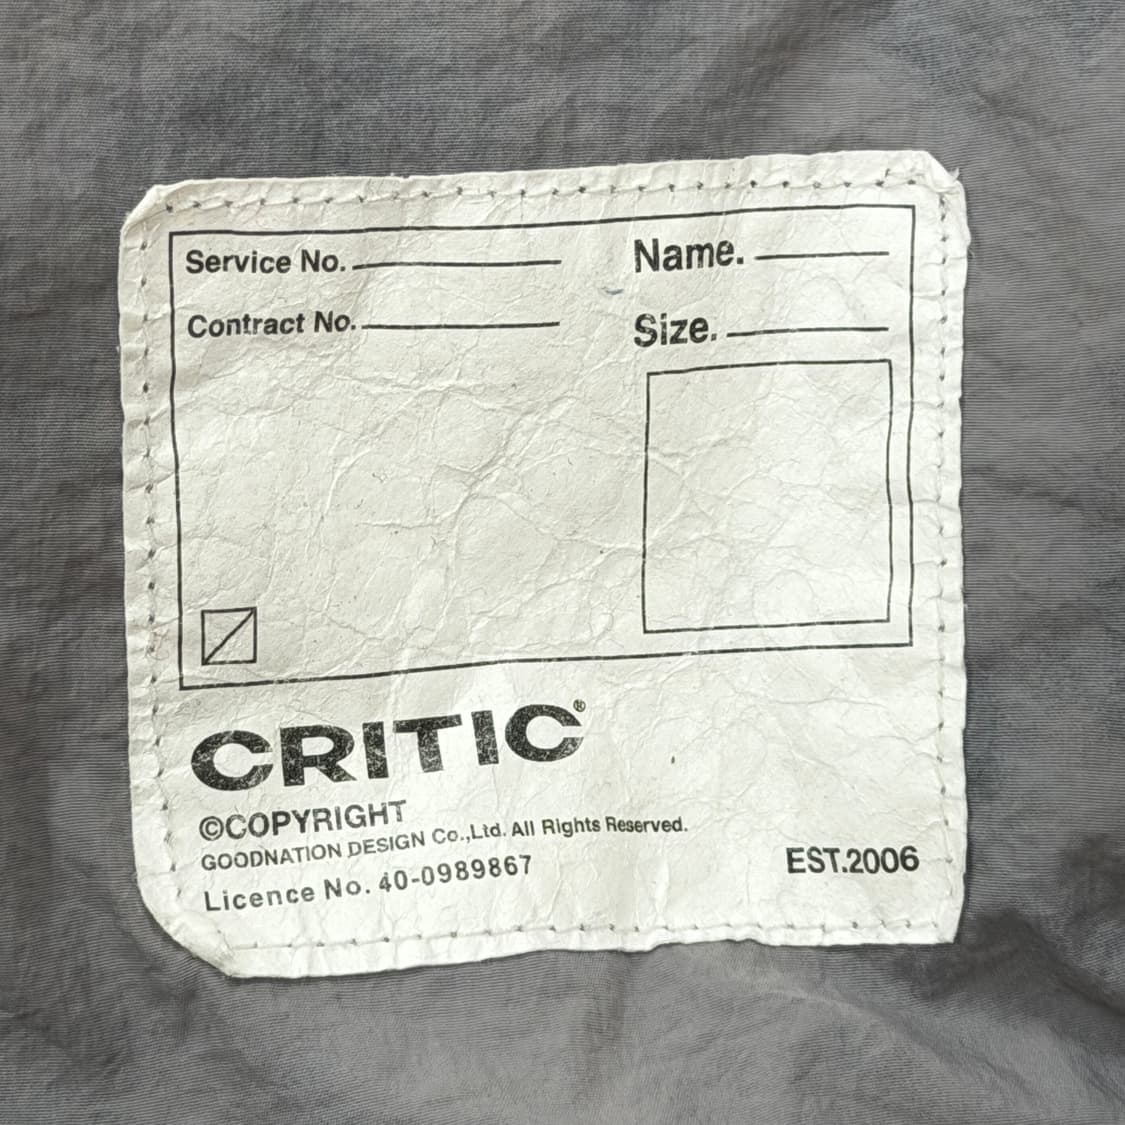 Service No.
Name.
Contract No.
Size.
CRITIC®
©COPYRIGHT
GOODNATION DESIGN Co.,Ltd. All Rights Reserved.
Licence No. 40-0989867
EST.2006